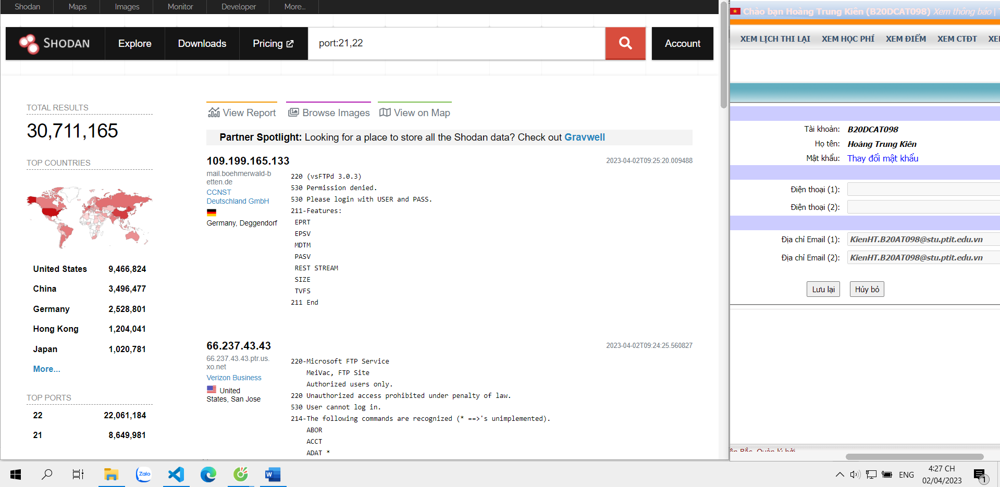 Shodan
Maps
Images
Monitor
Developer
More...
SHODAN
Explore
Downloads
Pricing
port:21,22
Account
TOTAL RESULTS
30,711,165
TOP COUNTRIES
United States 9,466,824
China 3,496,477
Germany 2,528,801
Hong Kong 1,204,041
Japan 1,020,781
More...
TOP PORTS
22 22,061,184
21 8,649,981
View Report
Browse Images
View on Map
Partner Spotlight: Looking for a place to store all the Shodan data? Check out Gravwell
109.199.165.133
2023-04-02T09:25:20.009488
mail.boehmerwald-b
etten.de
CCNST
Deutschland GmbH
Germany, Deggendorf
220 (vsFTPd 3.0.3)
530 Permission denied.
530 Please login with USER and PASS.
211-Features:
EPRT
EPSV
MDTM
PASV
REST STREAM
SIZE
TVFS
211 End
66.237.43.43
2023-04-02T09:24:25.560827
66.237.43.43.ptr.us.
xo.net
Verizon Business
United
States, San Jose
220-Microsoft FTP Service
MeiVac, FTP Site
Authorized users only.
220 Unauthorized access prohibited under penalty of law.
530 User cannot log in.
214-The following commands are recognized (* ==>'s unimplemented).
ABOR
ACCT
ADAT *
Chào bạn Hoàng Trung Kiên (B20DCAT098) Xem thông báo |
XEM LỊCH THI LẠI
XEM HỌC PHÍ
XEM ĐIỂM
XEM CTĐT
XE
Tài khoản: B20DCAT098
Họ tên: Hoàng Trung Kiên
Mật khẩu: Thay đổi mật khẩu
Điện thoại (1):
Điện thoại (2):
Địa chỉ Email (1): KienHT.B20AT098@stu.ptit.edu.vn
Địa chỉ Email (2): KienHT.B20AT098@stu.ptit.edu.vn
Lưu lại
Hủy bỏ
Zalo
ENG
4:27 CH
02/04/2023
1